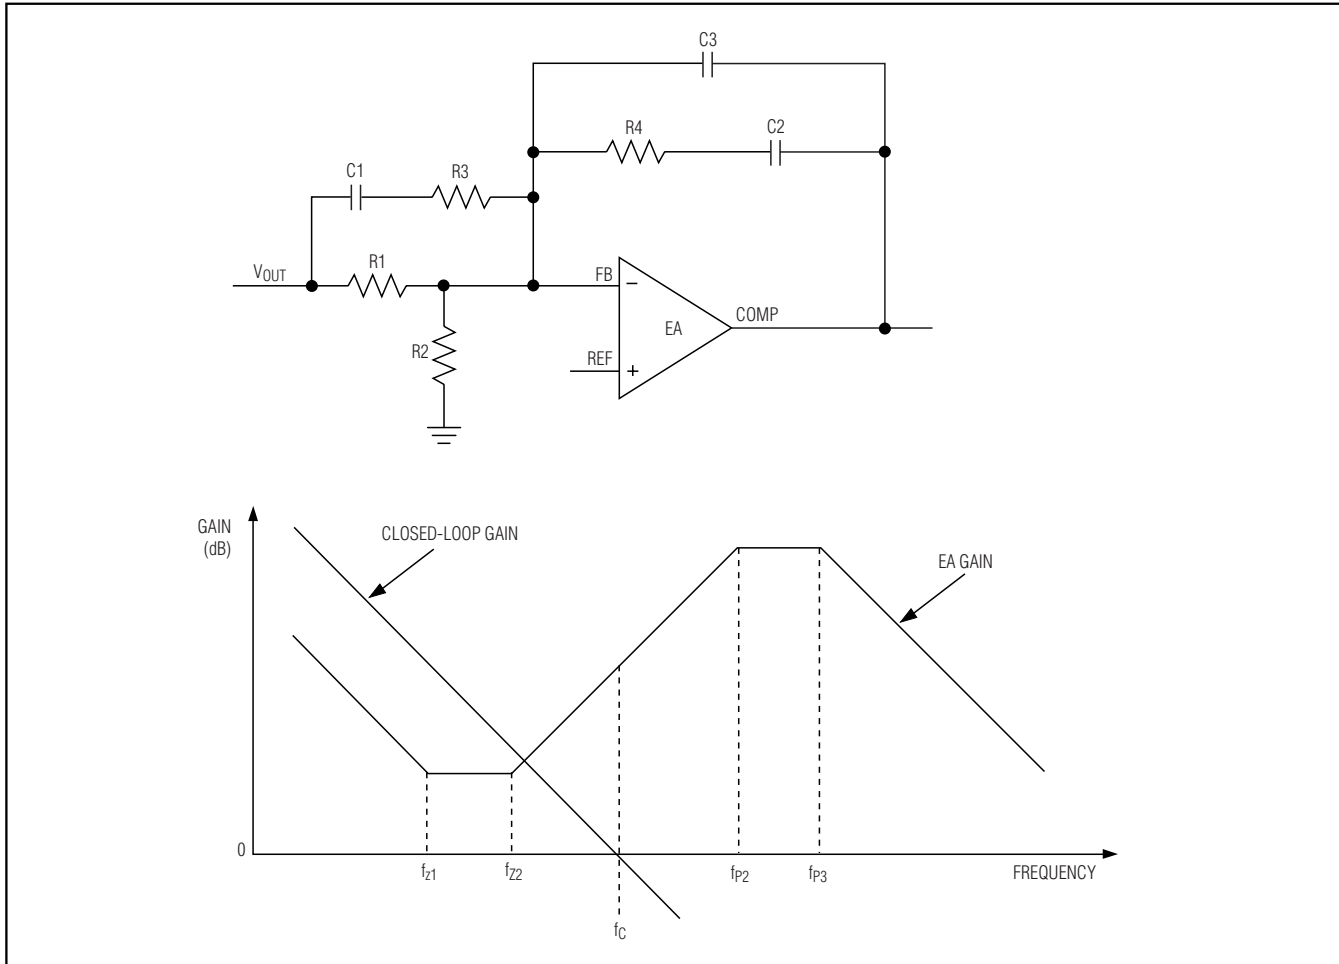 C3
R4
C2
C1
R3
VOUT
R1
FB
−
EA
COMP
R2
REF
+
GAIN
(dB)
CLOSED-LOOP GAIN
EA GAIN
0
fz1
fZ2
fC
fP2
fP3
FREQUENCY